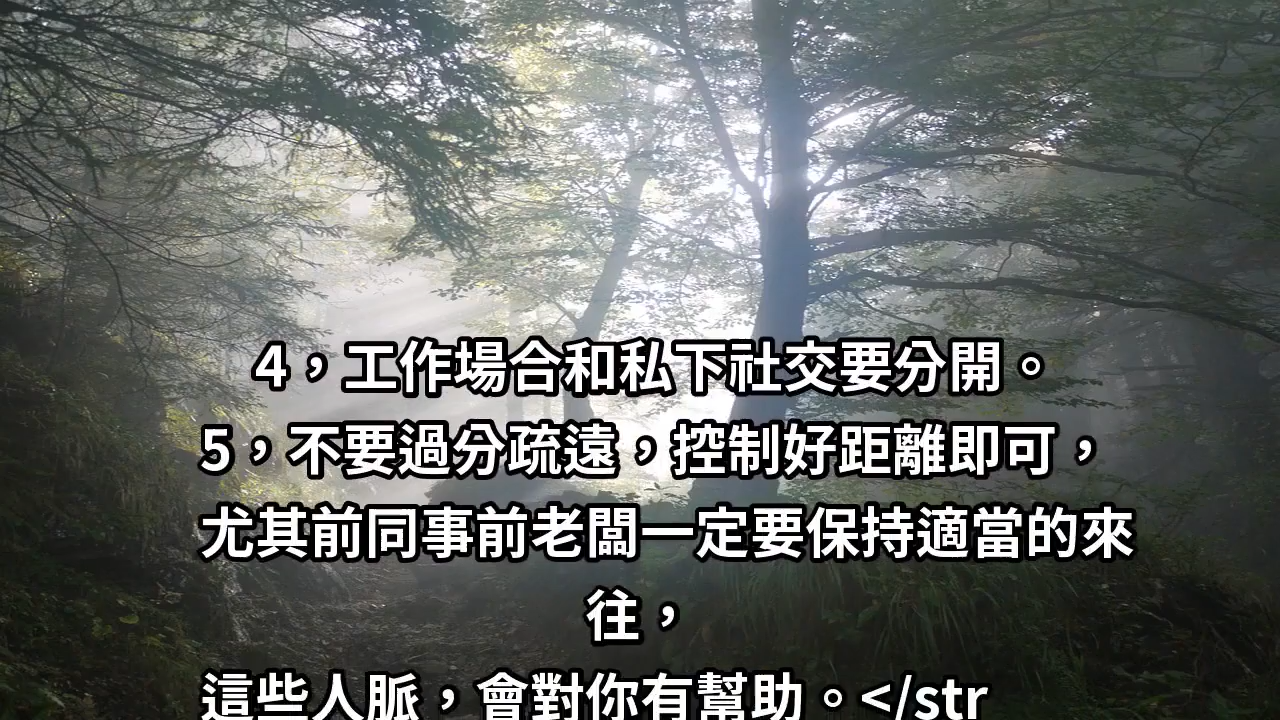 4，工作場合和私下社交要分開。
5，不要過分疏遠，控制好距離即可，
尤其前同事前老闆一定要保持適當的來
往，
這些人脈，會對你有幫助。</str